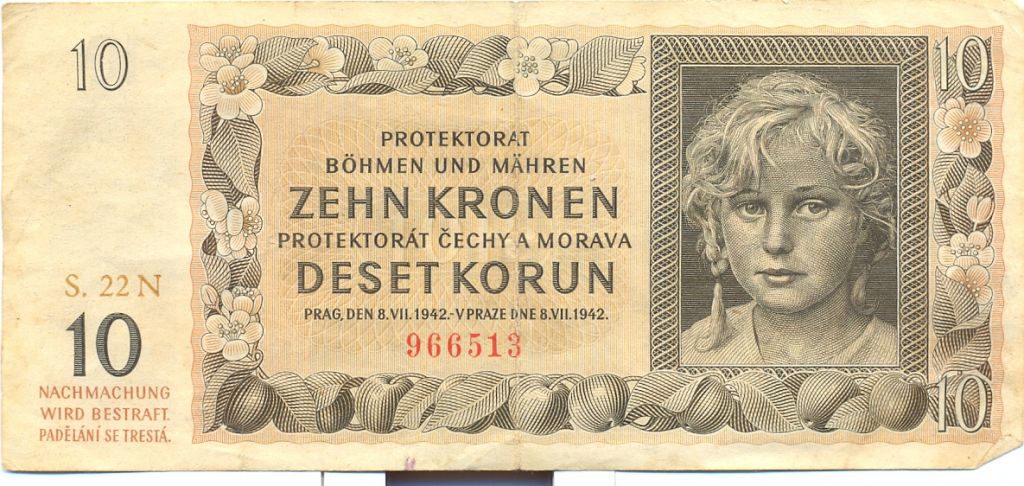 10
10
PROTEKTORAT
BÖHMEN UND MÄHREN
ZEHN KRONEN
PROTEKTORÁT ČECHY A MORAVA
DESET KORUN
PRAG, DEN 8. VII. 1942.-V PRAZE DNE 8. VII. 1942.
966513
S. 22 N
10
NACHMACHUNG
WIRD BESTRAFT.
PADĚLÁNÍ SE TRESTÁ.
10